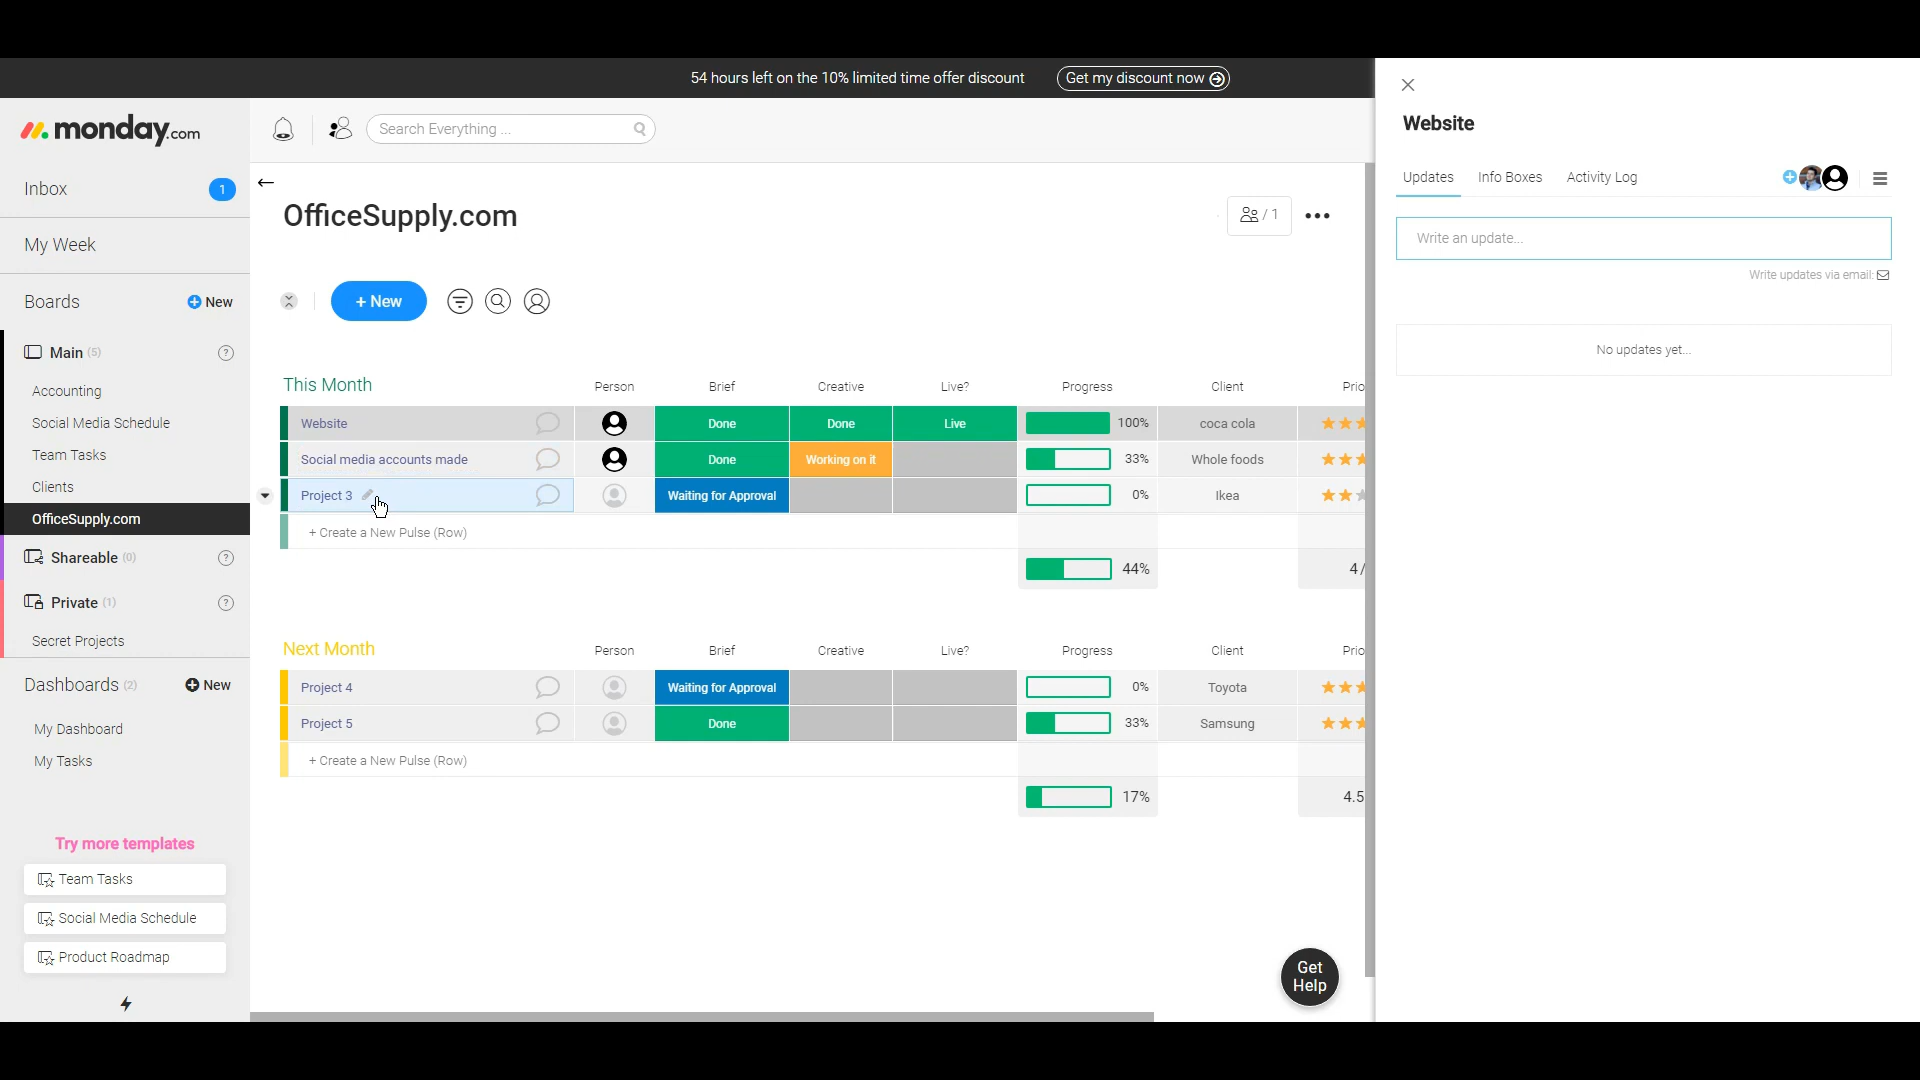 54 hours left on the 10% limited time offer discount
Get my discount now
monday.com
Inbox
1
My Week
Boards
New
Main (5)
?
Accounting
Social Media Schedule
Team Tasks
Clients
OfficeSupply.com
Shareable (0)
?
Private (1)
?
Secret Projects
Dashboards (2)
New
My Dashboard
My Tasks
Try more templates
Team Tasks
Social Media Schedule
Product Roadmap
Search Everything ...
OfficeSupply.com
/ 1
+ New
This Month Person Brief Creative Live? Progress Client Prio
Website Done Done Live 100% coca cola
Social media accounts made Done Working on it 33% Whole foods
Project 3 Waiting for Approval 0% Ikea
+ Create a New Pulse (Row)
44% 4/
Next Month Person Brief Creative Live? Progress Client Prio
Project 4 Waiting for Approval 0% Toyota
Project 5 Done 33% Samsung
+ Create a New Pulse (Row)
17% 4.5
Get
Help
Website
Updates Info Boxes Activity Log
Write an update...
Write updates via email:
No updates yet...